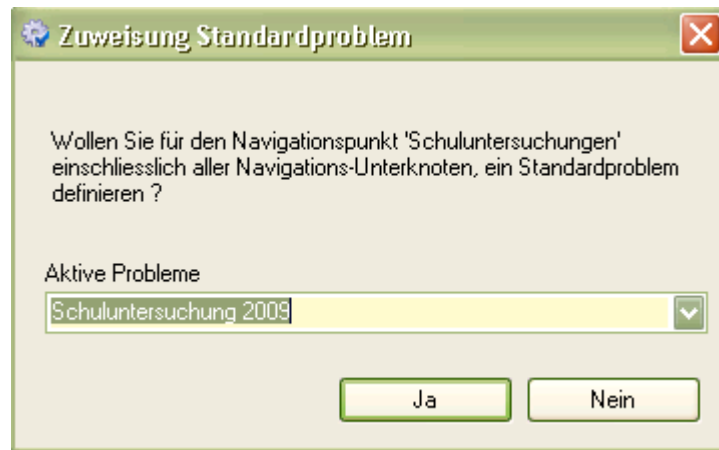 Zuweisung Standardproblem
Wollen Sie für den Navigationspunkt 'Schuluntersuchungen'
einschliesslich aller Navigations-Unterknoten, ein Standardproblem
definieren ?
Aktive Probleme
Schuluntersuchung 2009
Ja
Nein